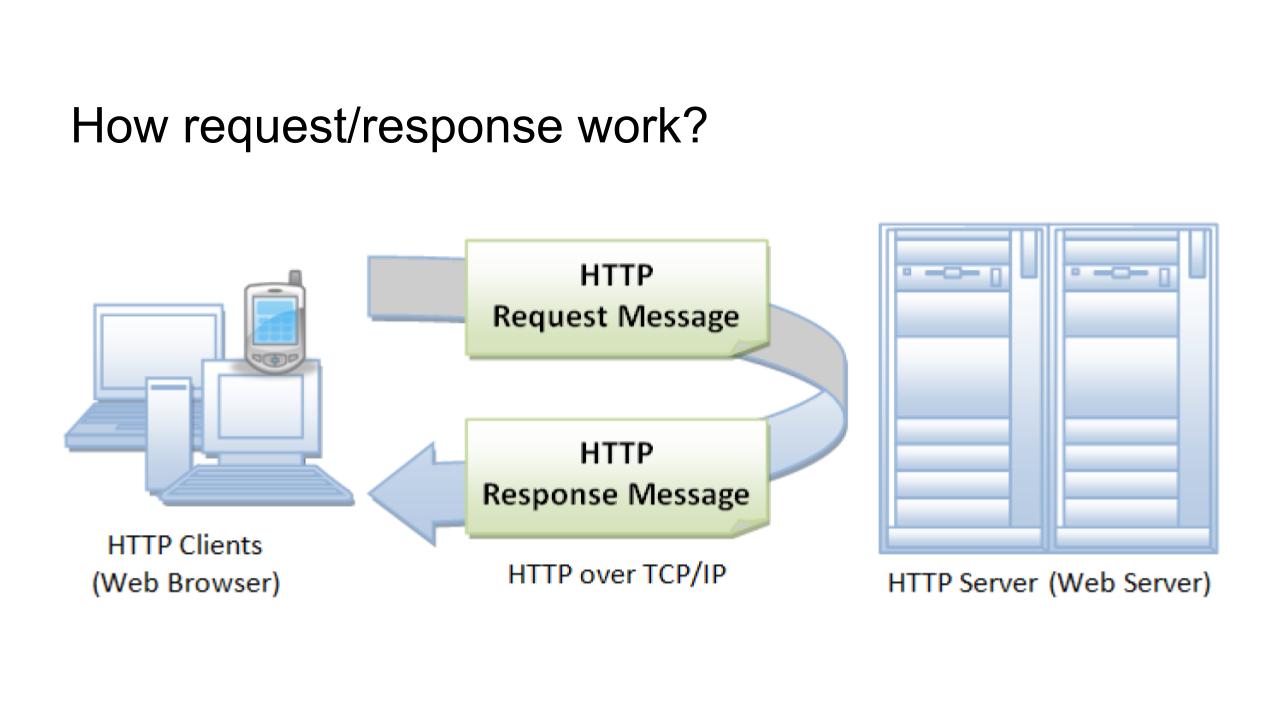 How request/response work?
HTTP
Request Message
HTTP
Response Message
HTTP Clients
(Web Browser)
HTTP over TCP/IP
HTTP Server (Web Server)